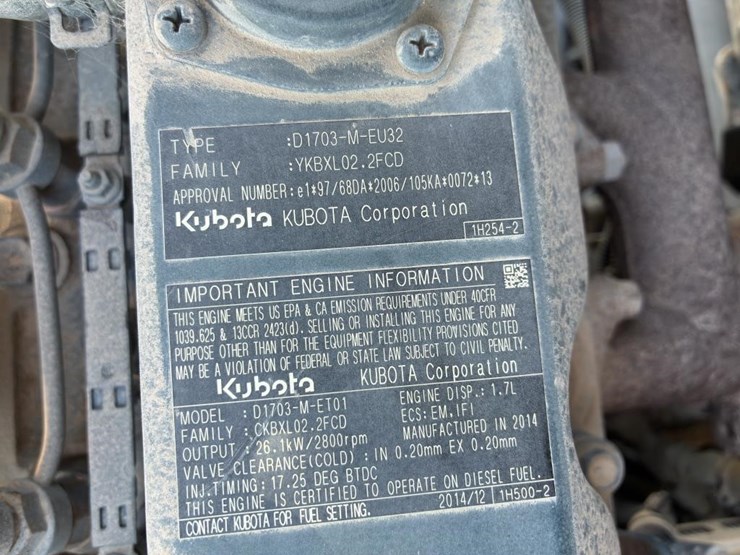 TYPE :D1703-M-EU32
FAMILY :YKBXL02.2FCD
APPROVAL NUMBER:e1*97/68DA*2006/105KA*0072*13
Kubota KUBOTA Corporation
1H254-2
IMPORTANT ENGINE INFORMATION
THIS ENGINE MEETS US EPA & CA EMISSION REQUIREMENTS UNDER 40CFR
1039.625 & 13CCR 2423(d). SELLING OR INSTALLING THIS ENGINE FOR ANY
PURPOSE OTHER THAN FOR THE EQUIPMENT FLEXIBILITY PROVISIONS CITED
MAY BE A VIOLATION OF FEDERAL OR STATE LAW SUBJECT TO CIVIL PENALTY.
Kubota KUBOTA Corporation
MODEL : D1703-M-ET01 ENGINE DISP.: 1.7L
FAMILY : CKBXL02.2FCD ECS: EM,IFI
OUTPUT : 26.1kW/2800rpm MANUFACTURED IN 2014
VALVE CLEARANCE(COLD) : IN 0.20mm EX 0.20mm
INJ.TIMING: 17.25 DEG BTDC
THIS ENGINE IS CERTIFIED TO OPERATE ON DIESEL FUEL.
CONTACT KUBOTA FOR FUEL SETTING. 2014/12 1H500-2